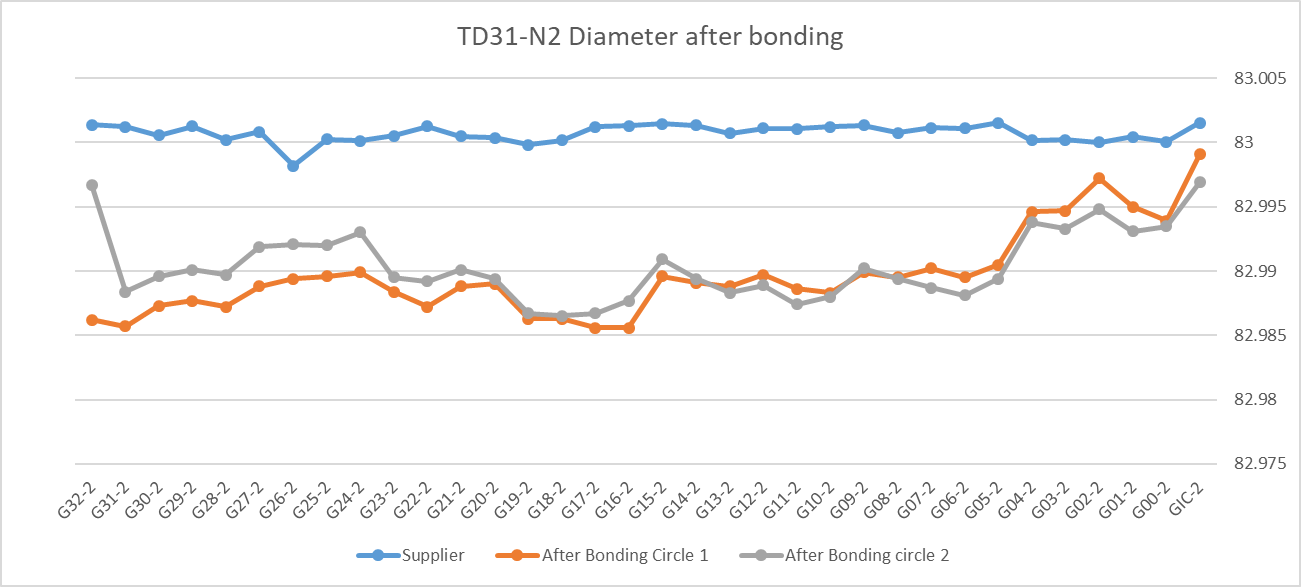 TD31-N2 Diameter after bonding
83.005
83
82.995
82.99
82.985
82.98
82.975
G32-2 G31-2 G30-2 G29-2 G28-2 G27-2 G26-2 G25-2 G24-2 G23-2 G22-2 G21-2 G20-2 G19-2 G18-2 G17-2 G16-2 G15-2 G14-2 G13-2 G12-2 G11-2 G10-2 G09-2 G08-2 G07-2 G06-2 G05-2 G04-2 G03-2 G02-2 G01-2 G00-2 GIC-2
Supplier After Bonding Circle 1 After Bonding circle 2